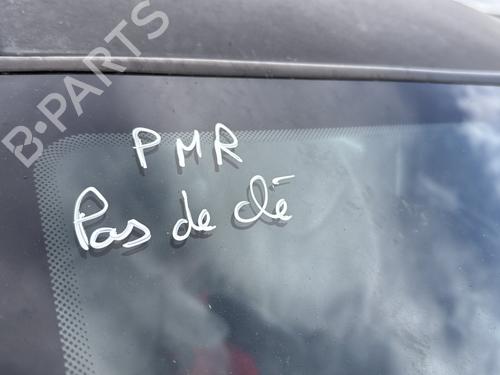 B-PARTS
PMR
Pas de clé